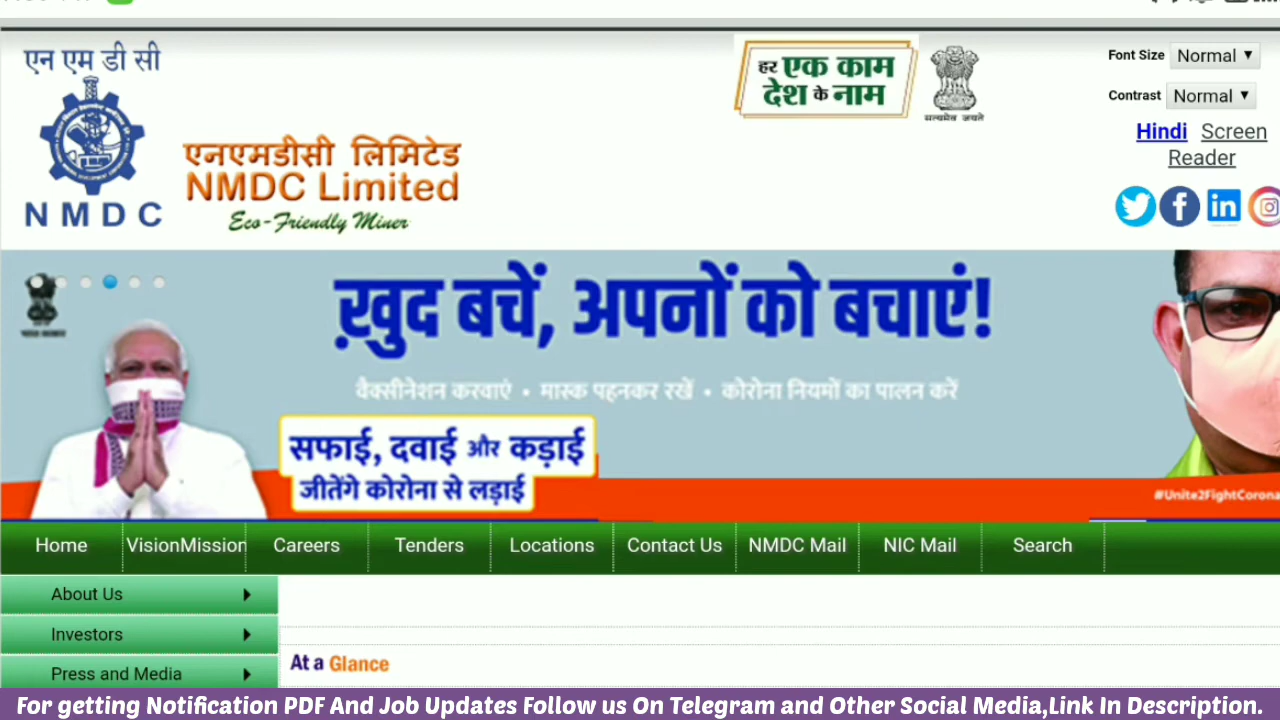 एन एम डी सी
NMDC
एनएमडीसी लिमिटेड
NMDC Limited
Eco-Friendly Miner
हर एक काम
देश के नाम
सत्यमेव जयते
Font Size Normal ▼
Contrast Normal ▼
Hindi Screen
Reader
ख़ुद बचें, अपनों को बचाएं!
वैक्सीनेशन करवाएं • मास्क पहनकर रखें • कोरोना नियमों का पालन करें
सफाई, दवाई और कड़ाई
जीतेंगे कोरोना से लड़ाई
#Unite2FightCorona
Home VisionMission Careers Tenders Locations Contact Us NMDC Mail NIC Mail Search
About Us
Investors
Press and Media
At a Glance
For getting Notification PDF And Job Updates Follow us On Telegram and Other Social Media,Link In Description.